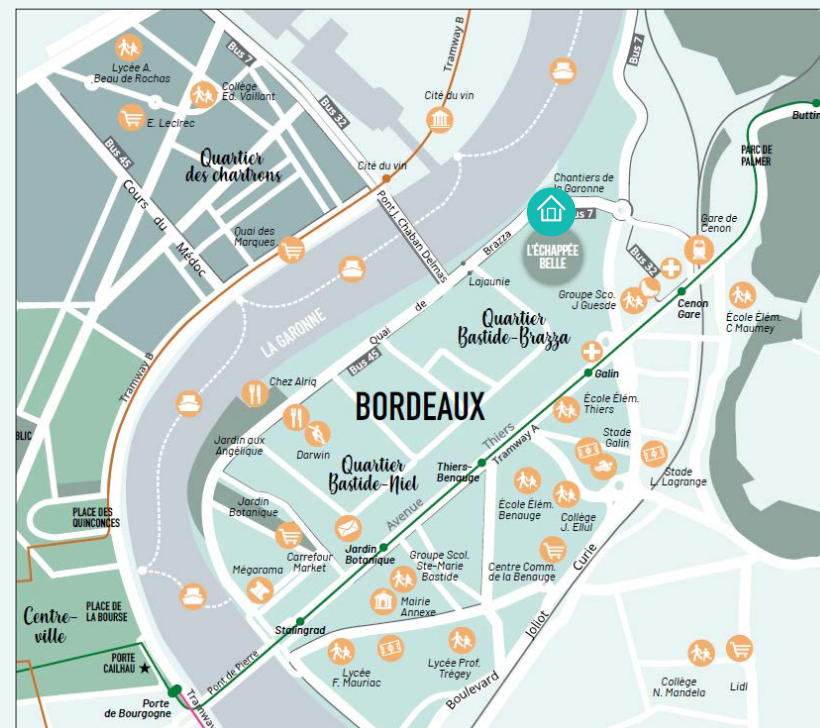 Bus 7
Tramway B
Bus 7
Lycée A.
Beau de Rochas
Collège
Ed. Vaillant
Bus 32
E. Leclrec
Cité du vin
Buttin
Bus 45
Quartier
des chartrons
PARC DE
PALMER
Cité du vin
Cours du Médoc
Pont J. Chaban Delmas
Chantiers de
la Garonne
Bus 7
Gare de
Cenon
Quai des
Marques
L'ÉCHAPPÉE
BELLE
Bus 32
Lajaunie
Groupe Sco.
J Guesde
Cenon
Gare
École Élém.
C Maumey
LA GARONNE
Quai de Brazza
Quartier
Bastide-Brazza
Bus 45
Tramway B
Chez Alriq
BORDEAUX
Galin
École Élém.
Thiers
Jardin aux
Angélique
Darwin
Avenue Thiers
Tramway A
Stade
Galin
BLIC
Quartier
Bastide-Niel
Thiers-
Benauge
Stade
L. Lagrange
PLACE DES
QUINCONCES
Jardin
Botanique
École Élém.
Benauge
Collège
J. Ellul
Carrefour
Market
Jardin
Botanique
Groupe Scol.
Ste-Marie
Bastide
Centre Comm.
de la Benauge
Mégarama
Mairie
Annexe
Centre-
ville
PLACE DE
LA BOURSE
Stalingrad
Boulevard Joliot Curie
PORTE
CAILHAU
Pont de Pierre
Lycée
F. Mauriac
Lycée Prof.
Trégey
Collège
N. Mandela
Lidl
Porte
de Bourgogne
Tramway